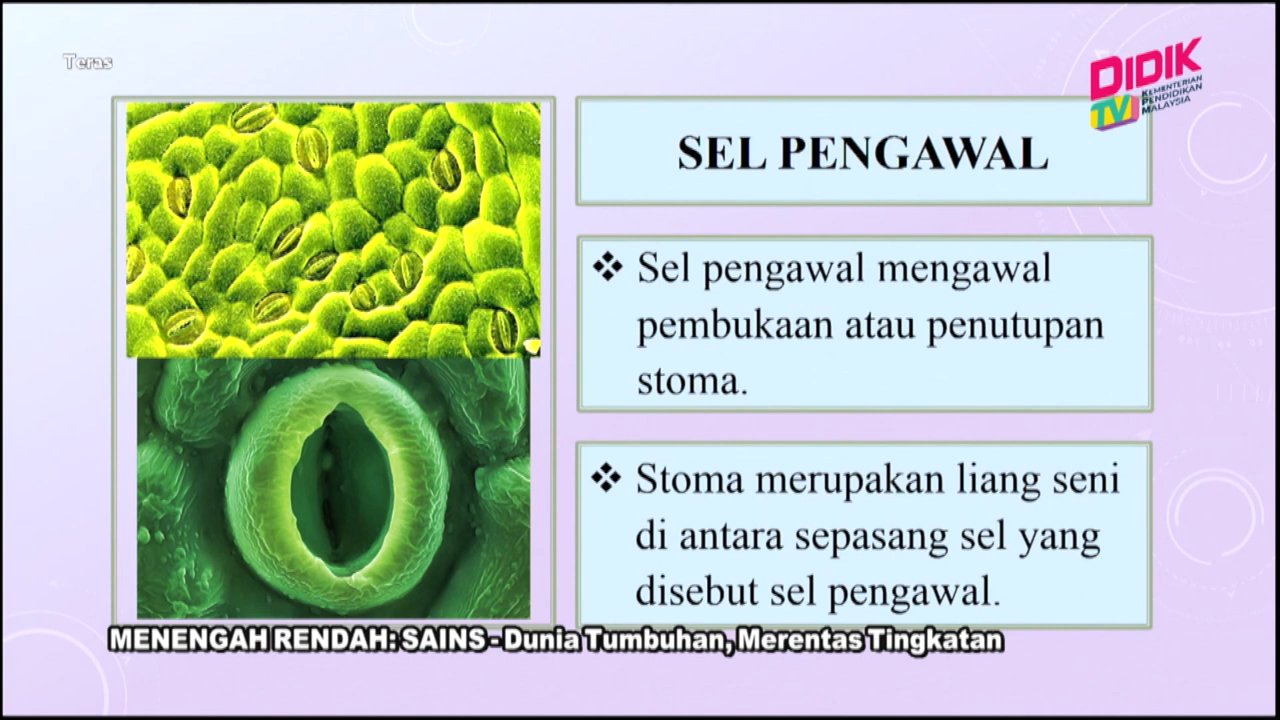 Teras
DIDIK
TV
KEMENTERIAN
PENDIDIKAN
MALAYSIA
SEL PENGAWAL
Sel pengawal mengawal
pembukaan atau penutupan
stoma.
Stoma merupakan liang seni
di antara sepasang sel yang
disebut sel pengawal.
MENENGAH RENDAH: SAINS - Dunia Tumbuhan, Merentas Tingkatan